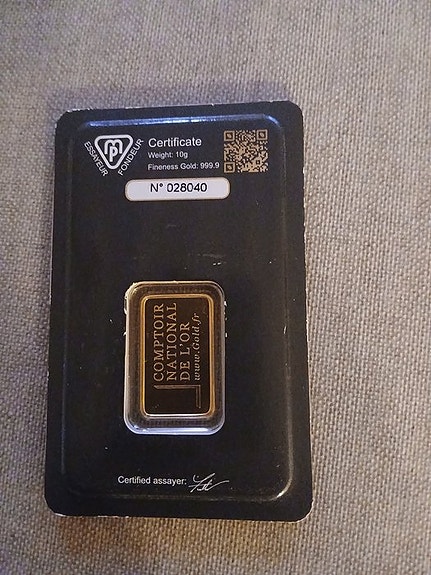 mp
ESSAYEUR FONDEUR
Certificate
Weight: 10g
Fineness Gold: 999.9
N° 028040
COMPTOIR
NATIONAL
DE L'OR
www.Gold.fr
Certified assayer: